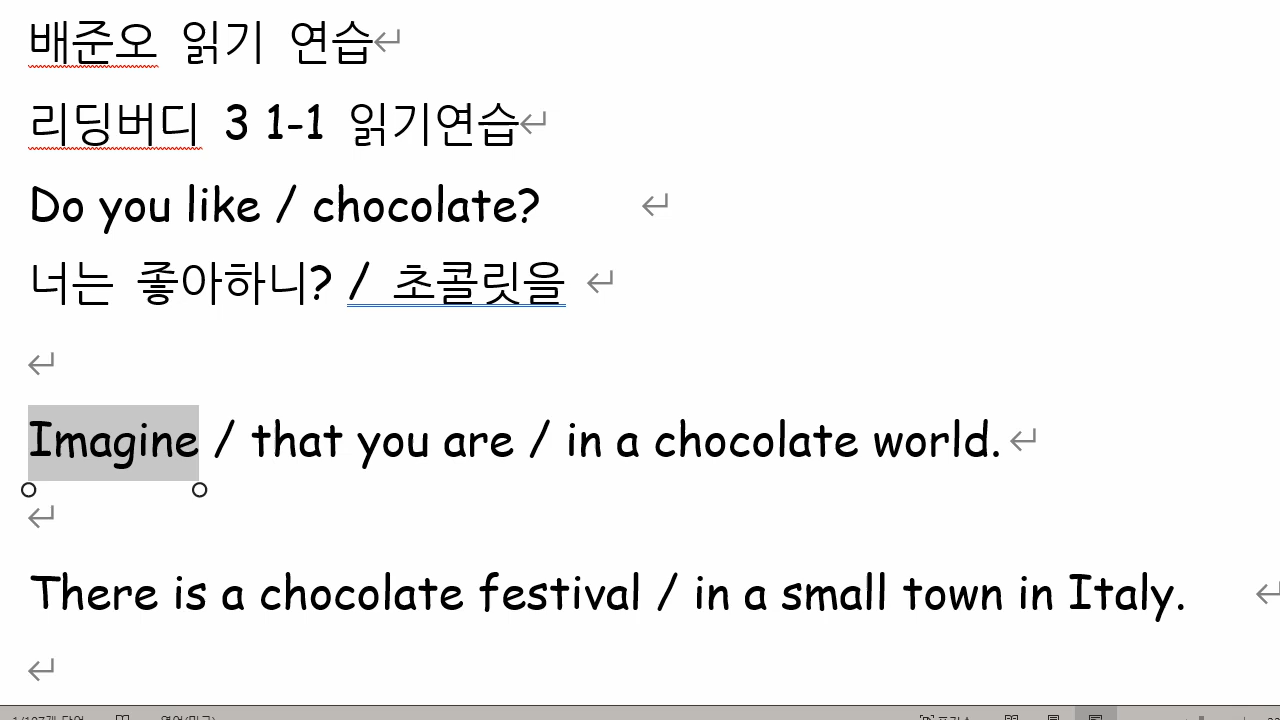 배준오 읽기 연습
리딩버디 3 1-1 읽기연습
Do you like / chocolate?
너는 좋아하니? / 초콜릿을
Imagine / that you are / in a chocolate world.
There is a chocolate festival / in a small town in Italy.